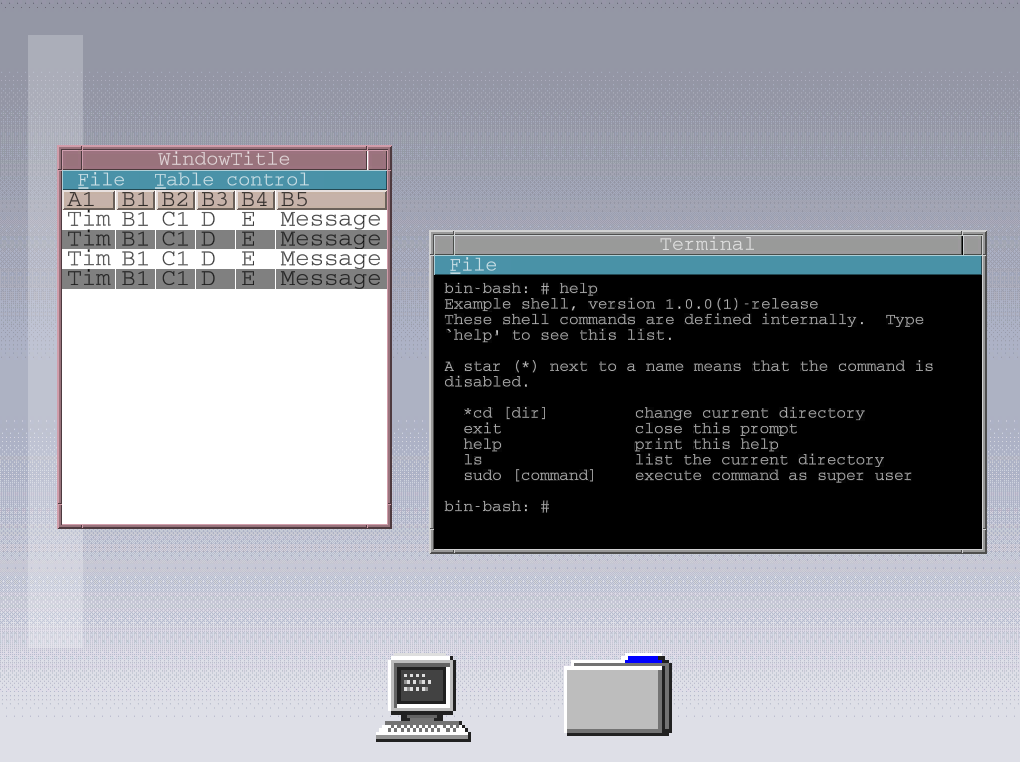 WindowTitle
File Table control
A1 B1 B2 B3 B4 B5
Tim B1 C1 D E Message
Tim B1 C1 D E Message
Tim B1 C1 D E Message
Tim B1 C1 D E Message
Terminal
File
bin-bash: # help
Example shell, version 1.0.0(1)-release
These shell commands are defined internally.  Type
`help' to see this list.
A star (*) next to a name means that the command is
disabled.
*cd [dir] change current directory
exit close this prompt
help print this help
ls list the current directory
sudo [command] execute command as super user
bin-bash: #